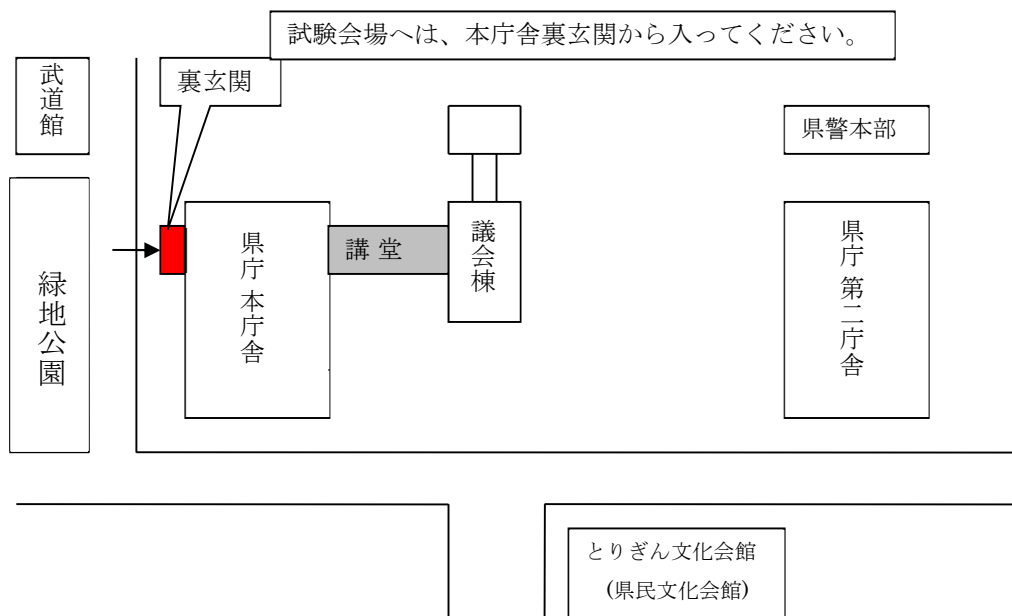 試験会場へは、本庁舎裏玄関から入ってください。
武道館
裏玄関
県警本部
緑地公園
県庁 本庁舎
講 堂
議会棟
県庁 第二庁舎
とりぎん文化会館
(県民文化会館)